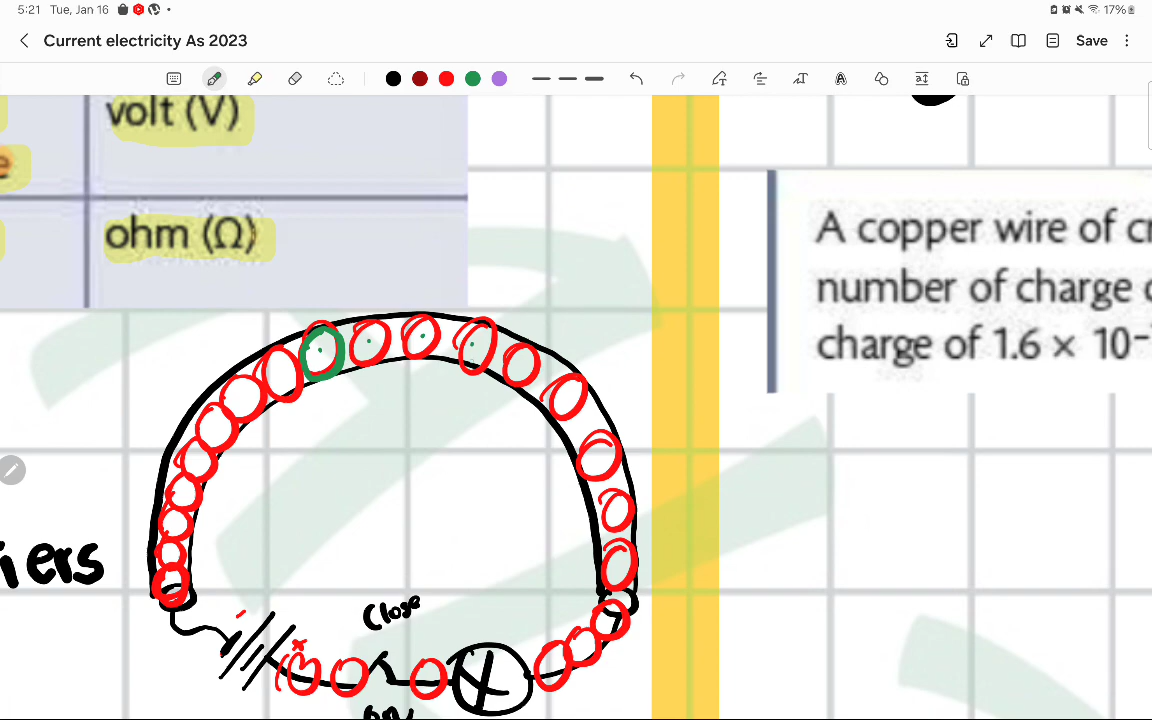 5:21 Tue, Jan 16
17%
Current electricity As 2023
Save
volt (V)
ohm (Ω)
A copper wire of cr
number of charge c
charge of 1.6 × 10⁻
iers
Close